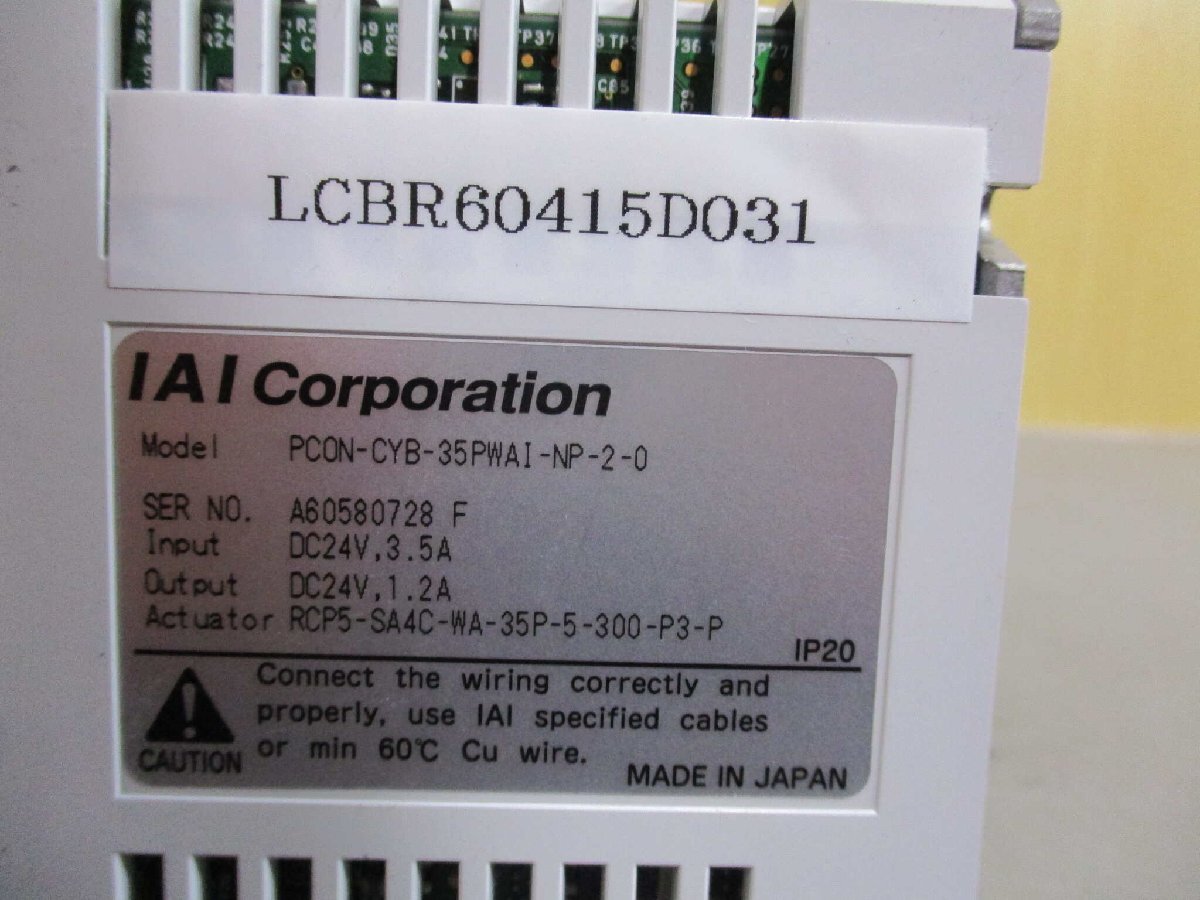 LCBR60415D031
IAI Corporation
Model PCON-CYB-35PWAI-NP-2-0
SER NO. A60580728 F
Input DC24V,3.5A
Output DC24V,1.2A
Actuator RCP5-SA4C-WA-35P-5-300-P3-P
IP20
Connect the wiring correctly and
properly, use IAI specified cables
or min 60℃ Cu wire.
CAUTION
MADE IN JAPAN